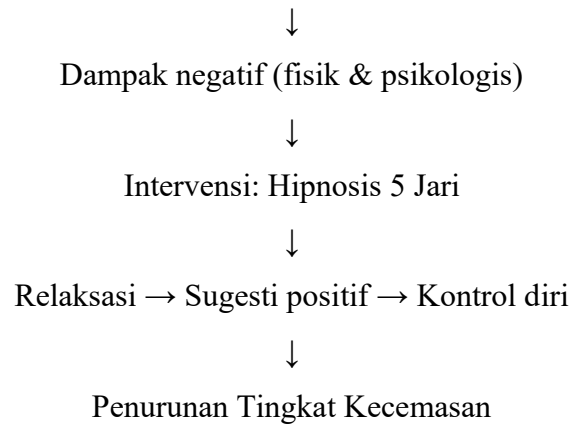 ↓
Dampak negatif (fisik & psikologis)
↓
Intervensi: Hipnosis 5 Jari
↓
Relaksasi → Sugesti positif → Kontrol diri
↓
Penurunan Tingkat Kecemasan